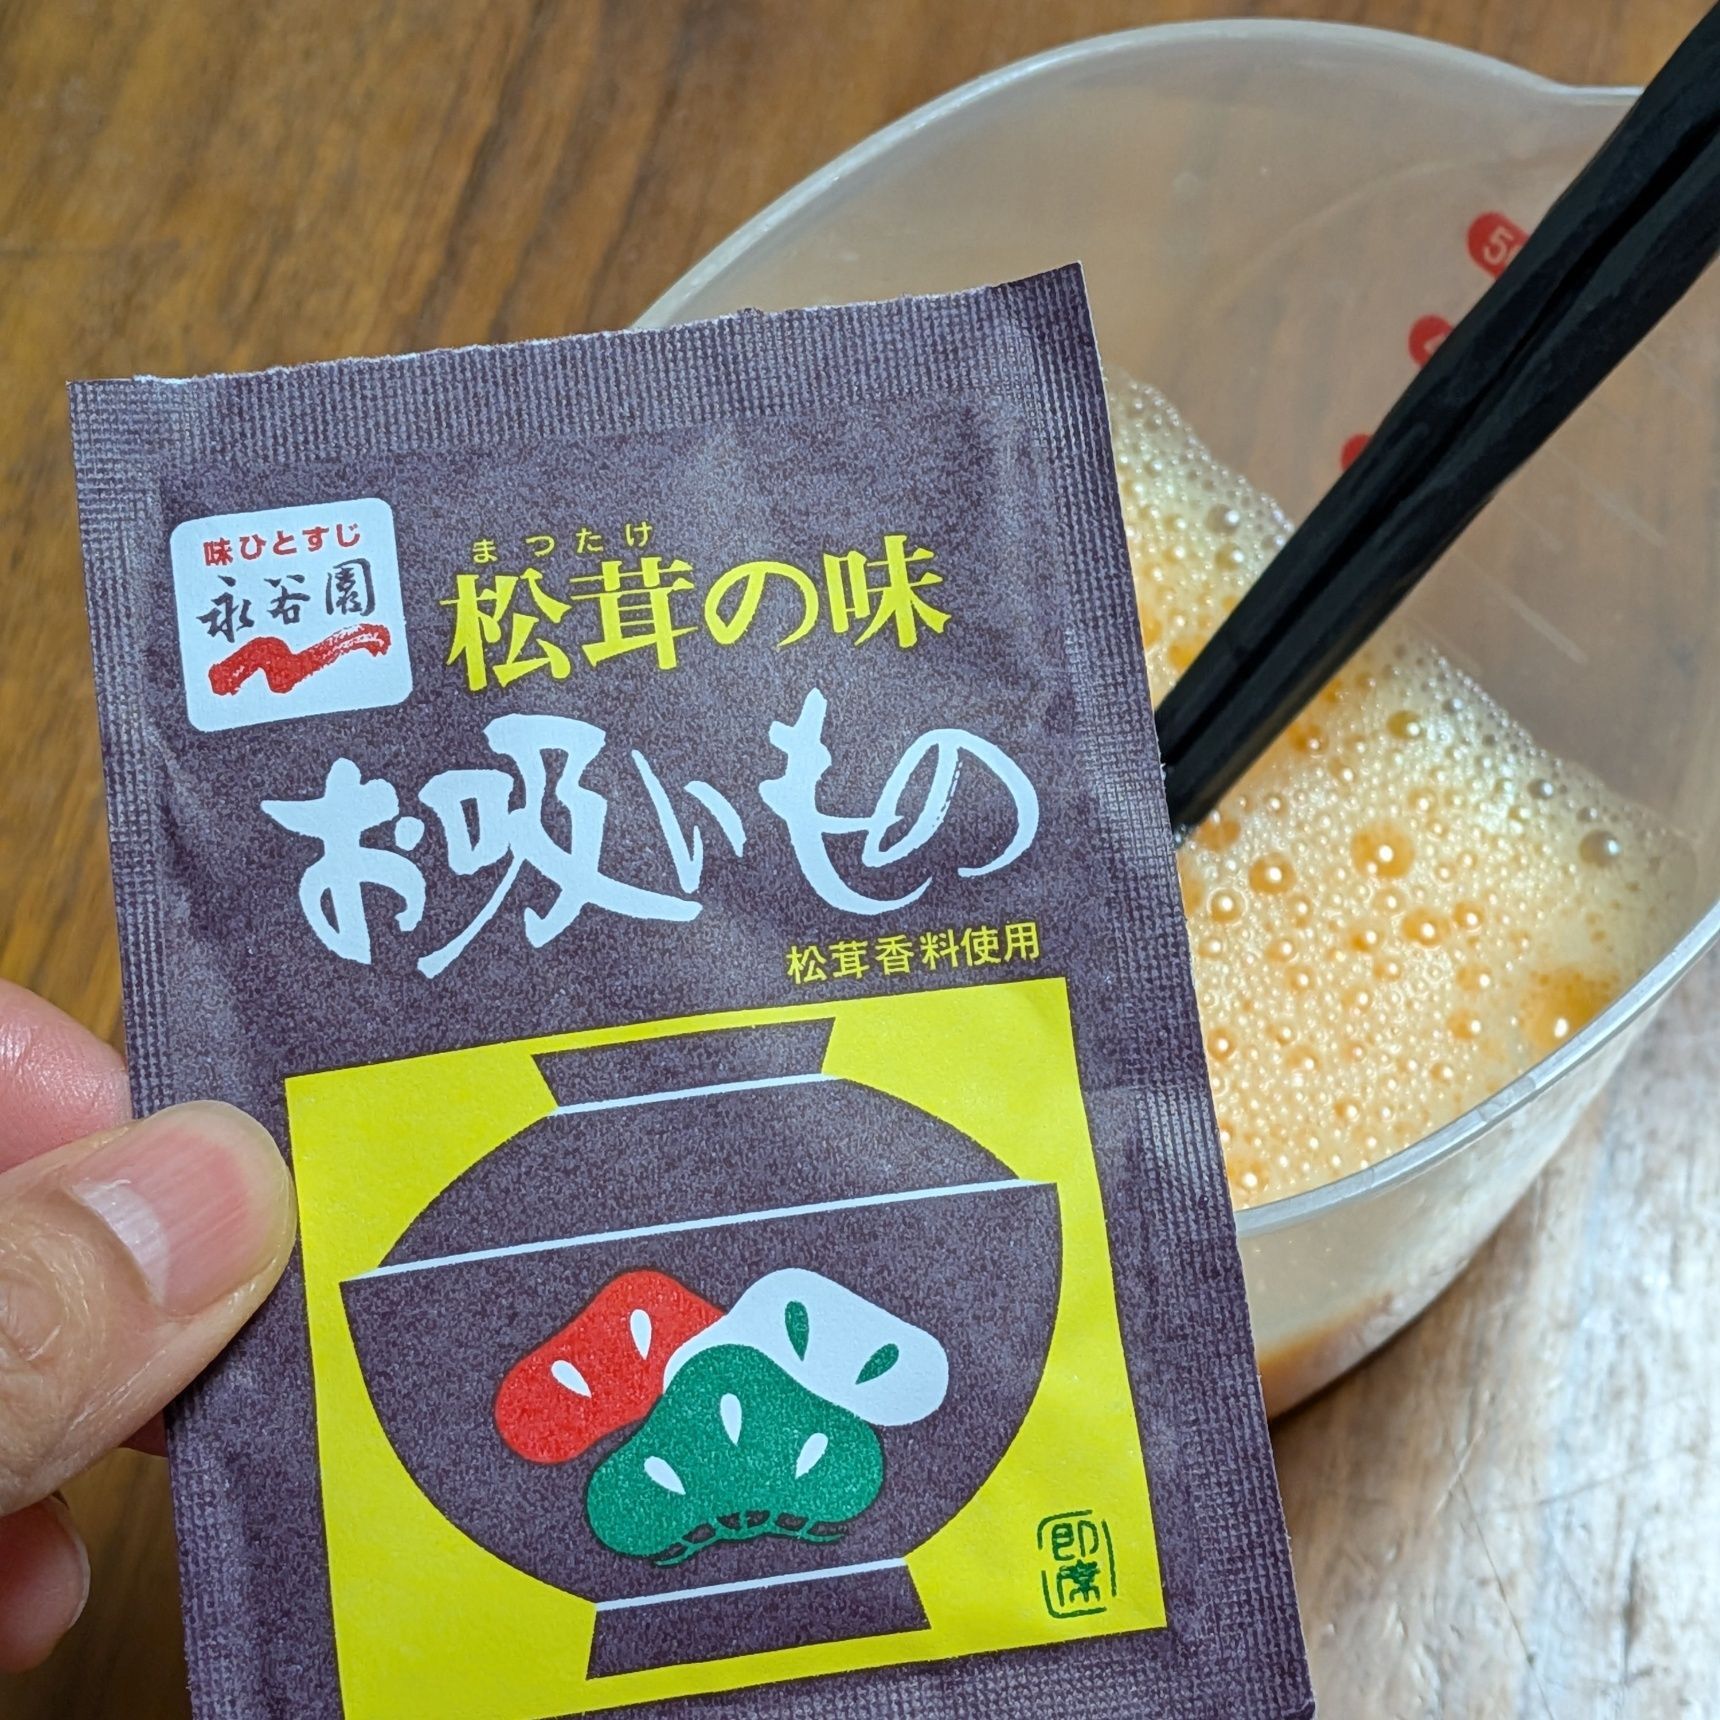 味ひとすじ
永谷園
まつたけ
松茸の味
お吸いもの
松茸香料使用
即席
5